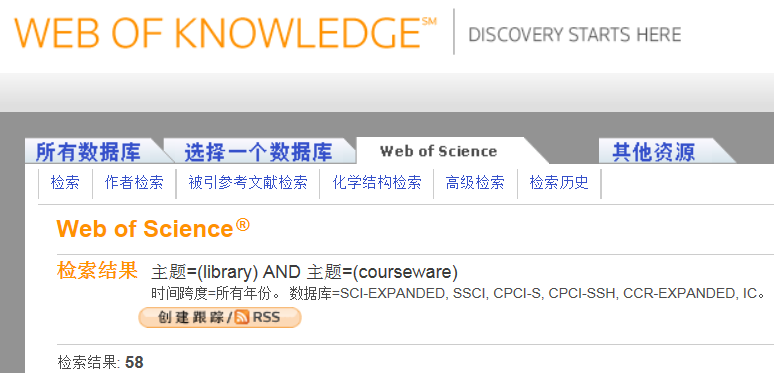 WEB OF KNOWLEDGE℠ DISCOVERY STARTS HERE
所有数据库 选择一个数据库 Web of Science 其他资源
检索 作者检索 被引参考文献检索 化学结构检索 高级检索 检索历史
Web of Science®
检索结果 主题=(library) AND 主题=(courseware)
时间跨度=所有年份。 数据库=SCI-EXPANDED, SSCI, CPCI-S, CPCI-SSH, CCR-EXPANDED, IC。
创建跟踪/RSS
检索结果: 58